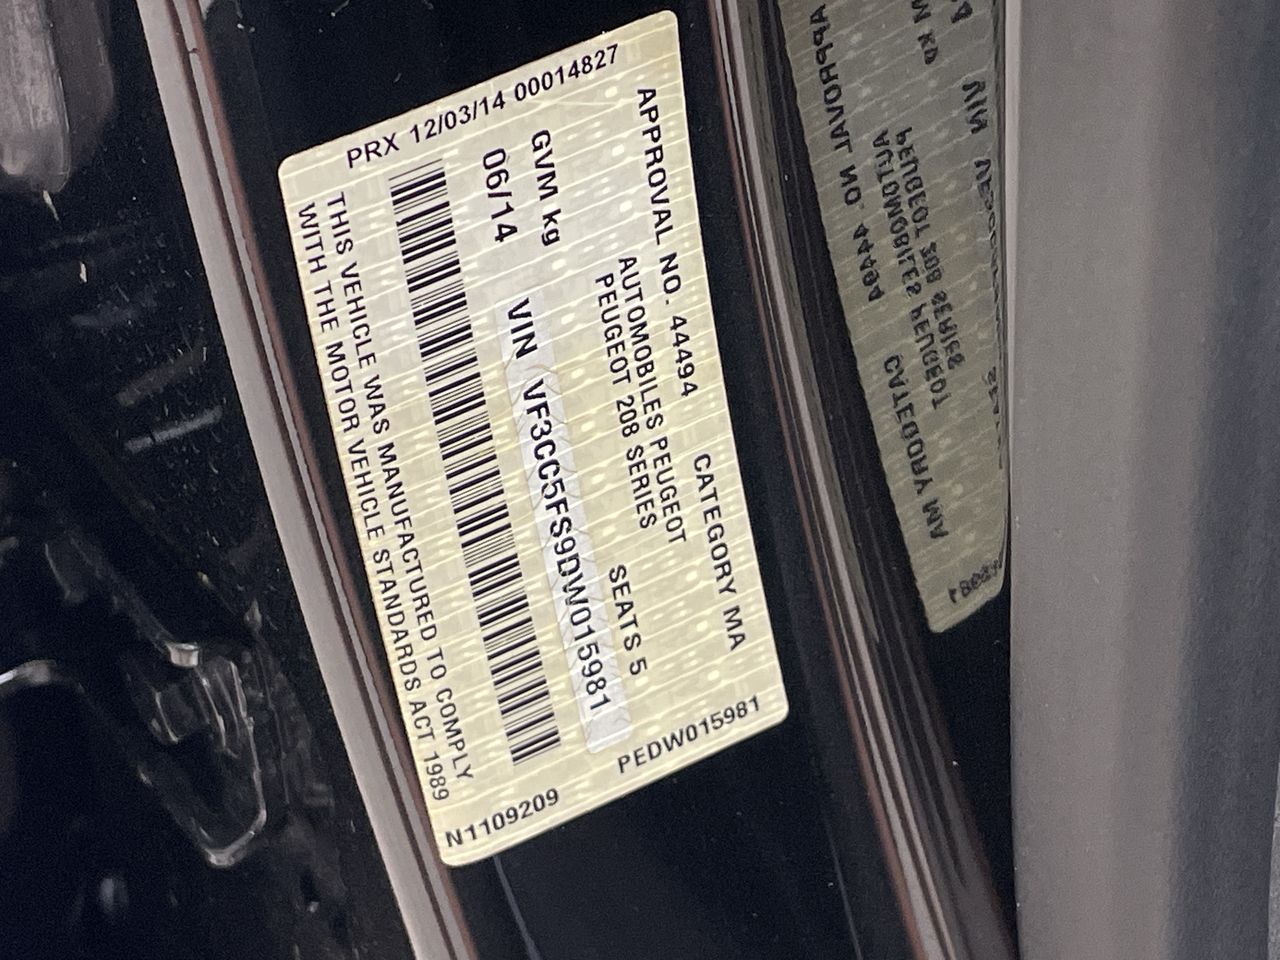 APPROVAL NO. 44494 CATEGORY MA
AUTOMOBILES PEUGEOT
PEUGEOT 208 SERIES SEATS 5
GVM kg VIN VF3CC5FS9DW015981
06/14
THIS VEHICLE WAS MANUFACTURED TO COMPLY
WITH THE MOTOR VEHICLE STANDARDS ACT 1989
PRX 12/03/14 00014827
PEDW015981
N1109209